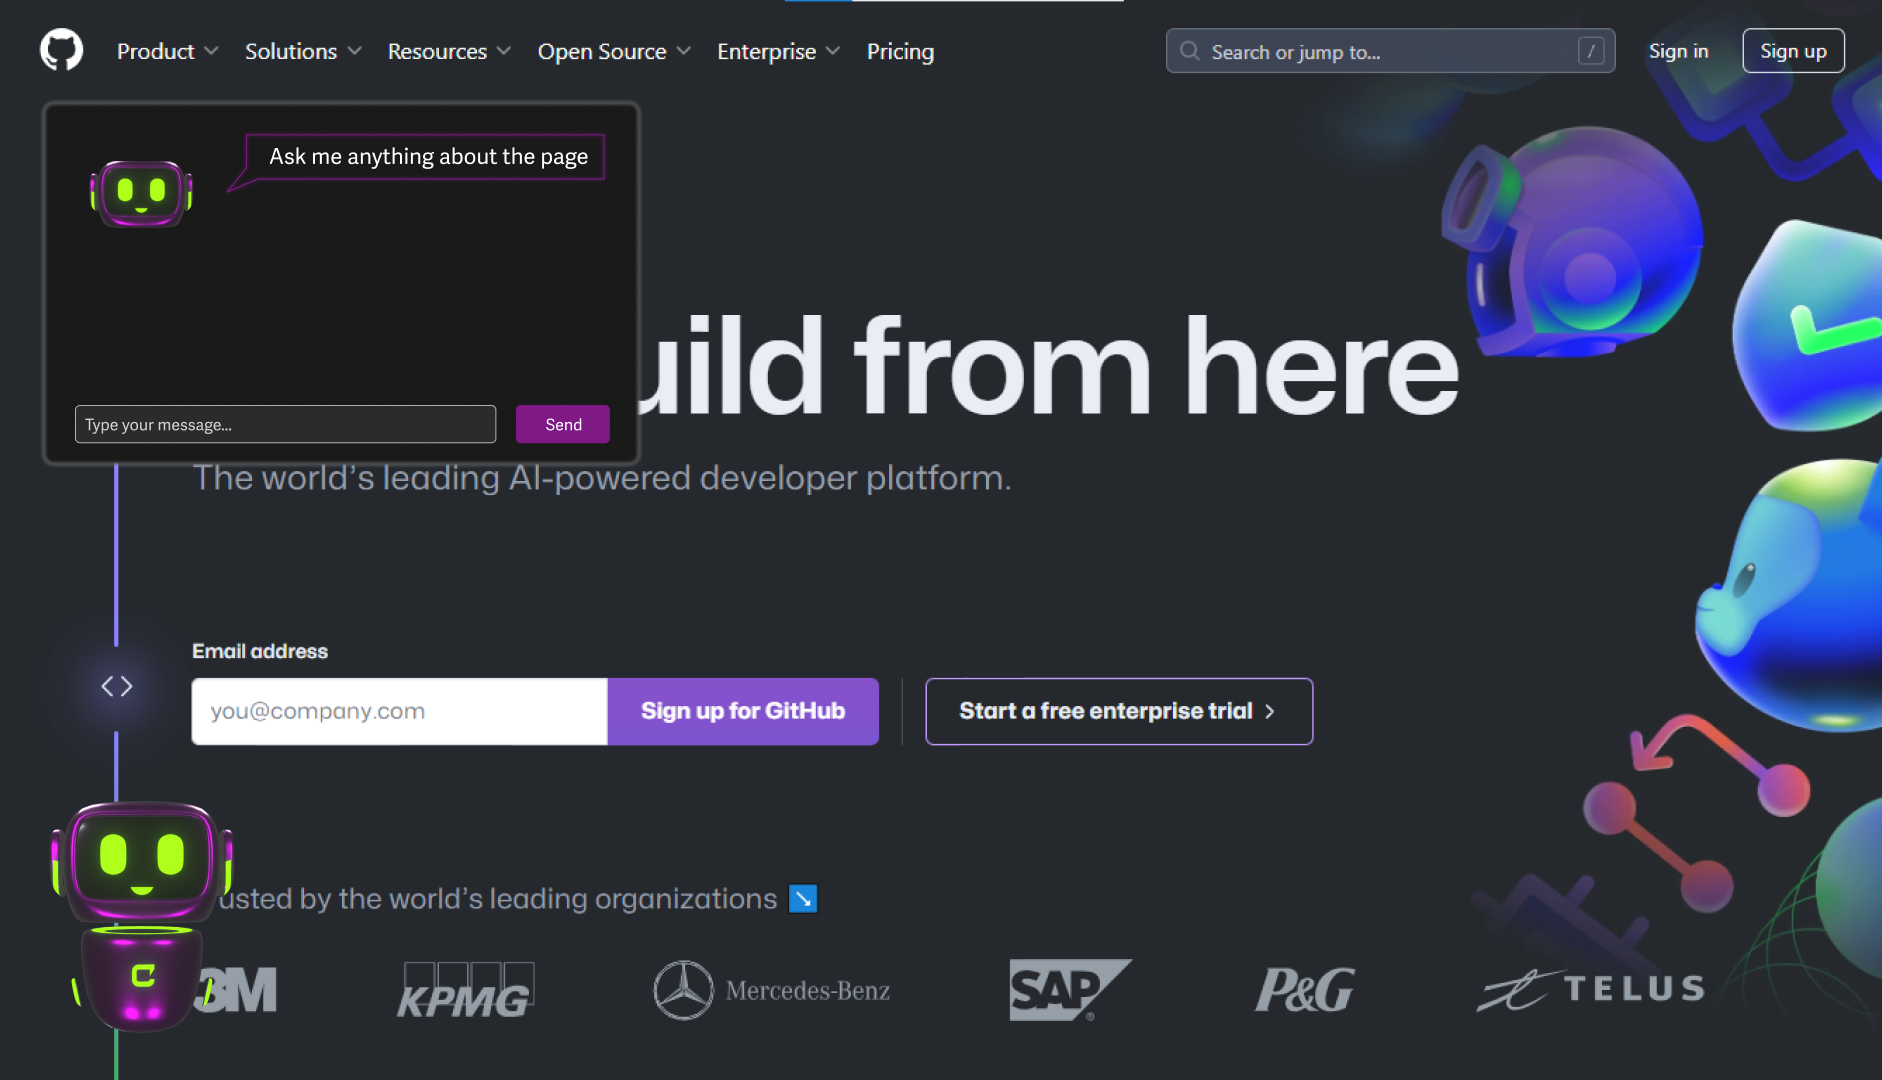 Product Solutions Resources Open Source Enterprise Pricing Search or jump to... / Sign in Sign up
Ask me anything about the page
Type your message... Send
uild from here
The world's leading AI-powered developer platform.
Email address
you@company.com Sign up for GitHub Start a free enterprise trial
usted by the world's leading organizations
3M KPMG Mercedes-Benz SAP® P&G TELUS